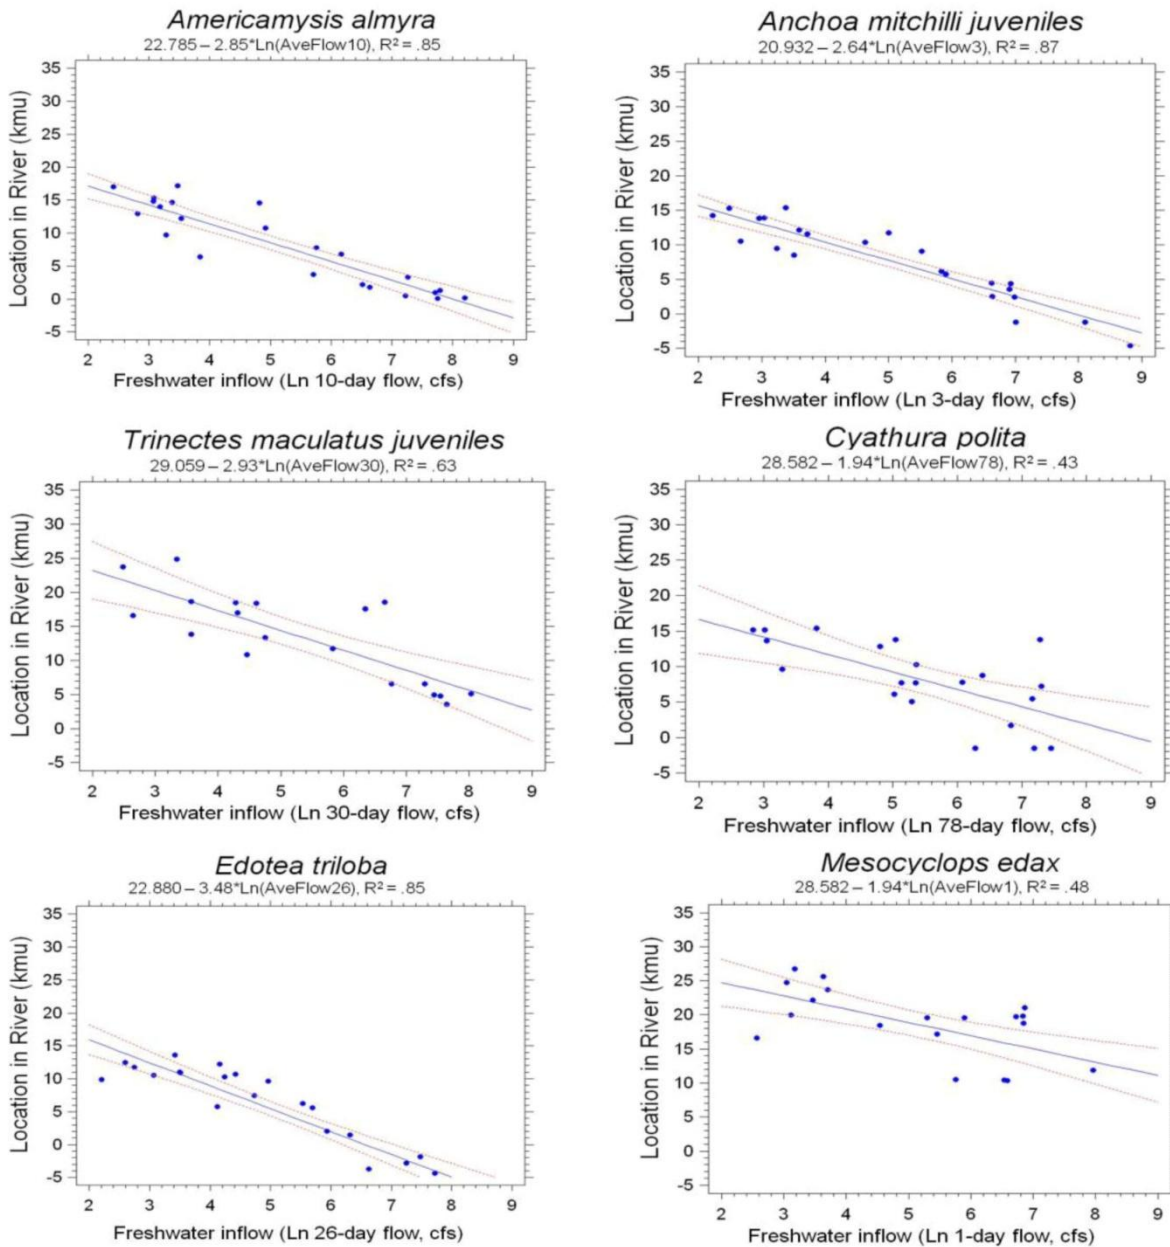 Americamysis almyra
22.785 – 2.85*Ln(AveFlow10), R² = .85
35
30
25
20
15
10
5
0
-5
Location in River (kmu)
2 3 4 5 6 7 8 9
Freshwater inflow (Ln 10-day flow, cfs)
Anchoa mitchilli juveniles
20.932 – 2.64*Ln(AveFlow3), R² = .87
35
30
25
20
15
10
5
0
-5
Location in River (kmu)
2 3 4 5 6 7 8 9
Freshwater inflow (Ln 3-day flow, cfs)
Trinectes maculatus juveniles
29.059 – 2.93*Ln(AveFlow30), R² = .63
35
30
25
20
15
10
5
0
-5
Location in River (kmu)
2 3 4 5 6 7 8 9
Freshwater inflow (Ln 30-day flow, cfs)
Cyathura polita
28.582 – 1.94*Ln(AveFlow78), R² = .43
35
30
25
20
15
10
5
0
-5
Location in River (kmu)
2 3 4 5 6 7 8 9
Freshwater inflow (Ln 78-day flow, cfs)
Edotea triloba
22.880 – 3.48*Ln(AveFlow26), R² = .85
35
30
25
20
15
10
5
0
-5
Location in River (kmu)
2 3 4 5 6 7 8 9
Freshwater inflow (Ln 26-day flow, cfs)
Mesocyclops edax
28.582 – 1.94*Ln(AveFlow1), R² = .48
35
30
25
20
15
10
5
0
-5
Location in River (kmu)
2 3 4 5 6 7 8 9
Freshwater inflow (Ln 1-day flow, cfs)